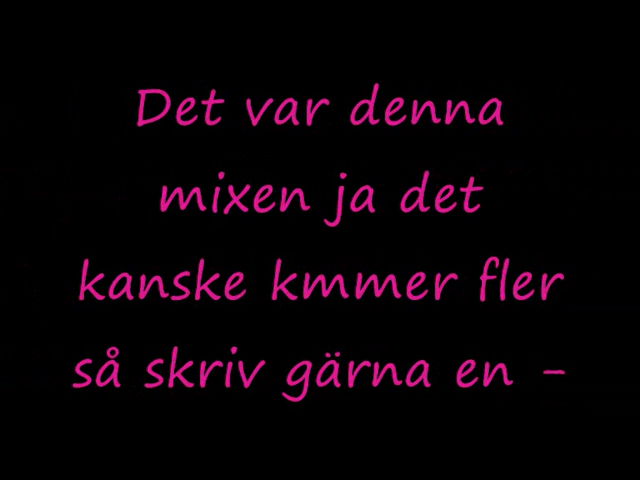 Det var denna
mixen ja det
kanske kmmer fler
så skriv gärna en -